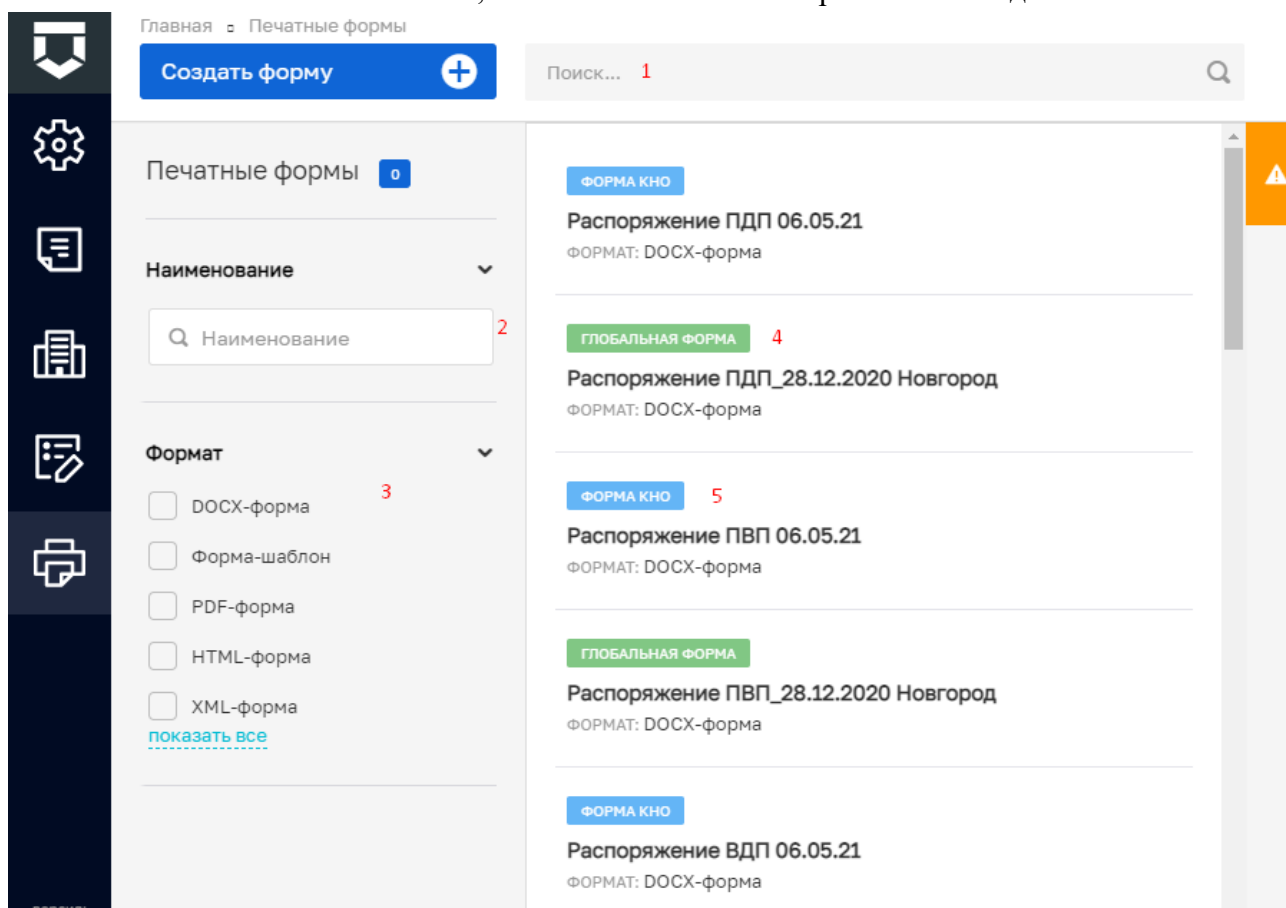 Главная Печатные формы
Создать форму
Поиск... 1
Печатные формы 0
Наименование
Наименование 2
Формат
3
DOCX-форма
Форма-шаблон
PDF-форма
HTML-форма
XML-форма
показать все
ФОРМА КНО
Распоряжение ПДП 06.05.21
ФОРМАТ: DOCX-форма
ГЛОБАЛЬНАЯ ФОРМА 4
Распоряжение ПДП_28.12.2020 Новгород
ФОРМАТ: DOCX-форма
ФОРМА КНО 5
Распоряжение ПВП 06.05.21
ФОРМАТ: DOCX-форма
ГЛОБАЛЬНАЯ ФОРМА
Распоряжение ПВП_28.12.2020 Новгород
ФОРМАТ: DOCX-форма
ФОРМА КНО
Распоряжение ВДП 06.05.21
ФОРМАТ: DOCX-форма